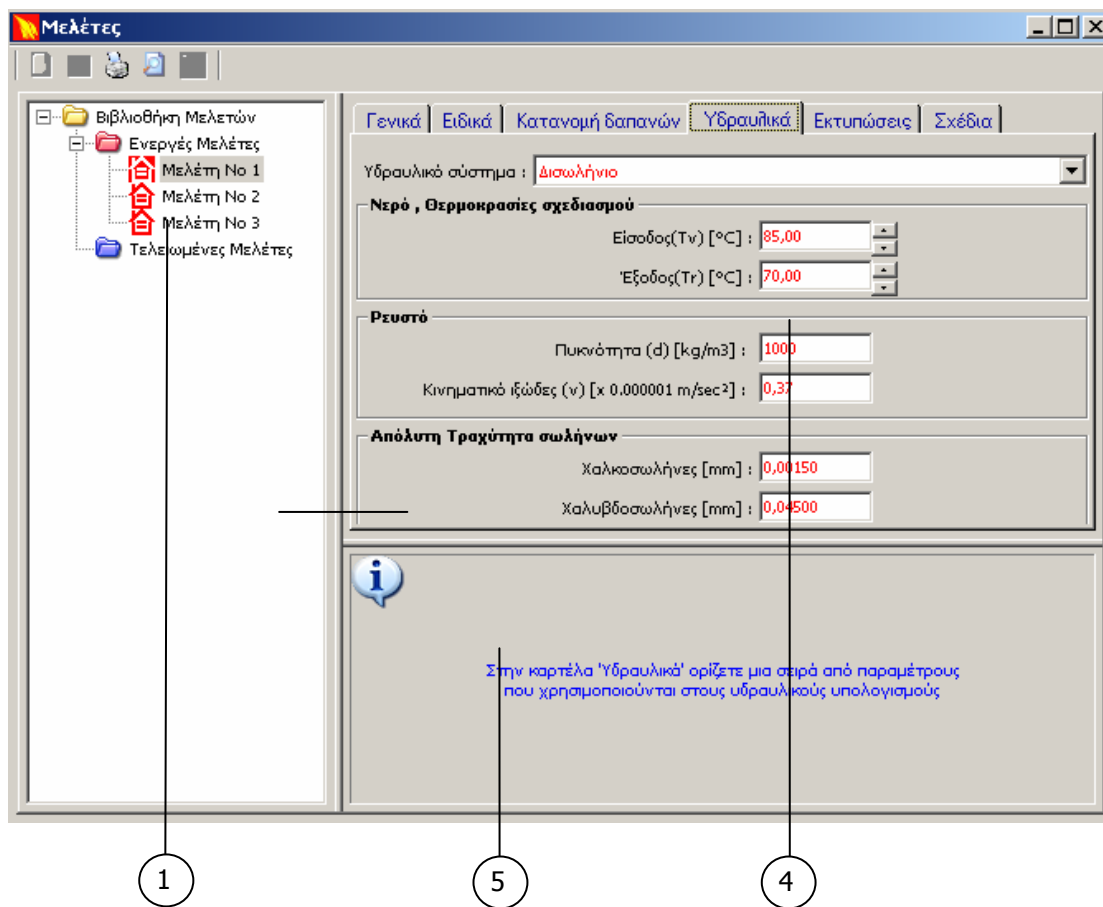 Μελέτες
Βιβλιοθήκη Μελετών
Ενεργές Μελέτες
Μελέτη Νο 1
Μελέτη Νο 2
Μελέτη Νο 3
Τελειωμένες Μελέτες
Γενικά Ειδικά Κατανομή δαπανών Υδραυλικά Εκτυπώσεις Σχέδια
Υδραυλικό σύστημα : Δισωλήνιο
Νερό , Θερμοκρασίες σχεδιασμού
Είσοδος(Tv) [°C] : 85,00
Έξοδος(Tr) [°C] : 70,00
Ρευστό
Πυκνότητα (d) [kg/m3] : 1000
Κινηματικό ιξώδες (v) [x 0.000001 m/sec²] : 0,37
Απόλυτη Τραχύτητα σωλήνων
Χαλκοσωλήνες [mm] : 0,00150
Χαλυβδοσωλήνες [mm] : 0,04500
Στην καρτέλα 'Υδραυλικά' ορίζετε μια σειρά από παραμέτρους
που χρησιμοποιούνται στους υδραυλικούς υπολογισμούς
1 5 4